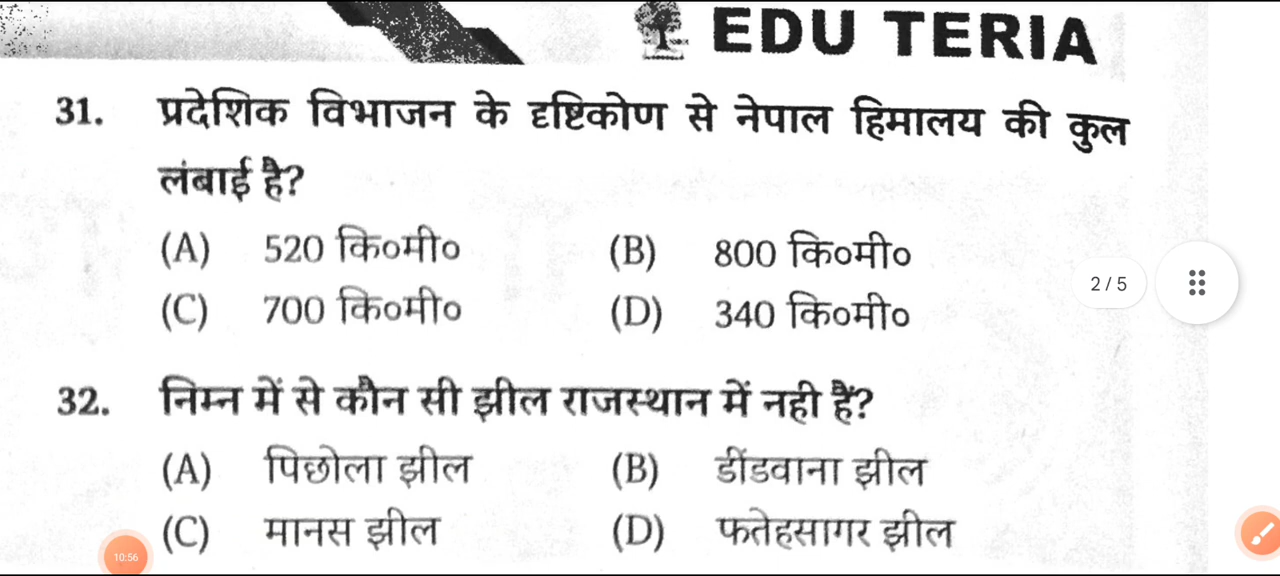 EDU TERIA
31. प्रदेशिक विभाजन के दृष्टिकोण से नेपाल हिमालय की कुल
लंबाई है?
(A) 520 कि०मी० (B) 800 कि०मी०
(C) 700 कि०मी० (D) 340 कि०मी०
2/5
32. निम्न में से कौन सी झील राजस्थान में नही हैं?
(A) पिछोला झील (B) डींडवाना झील
(C) मानस झील (D) फतेहसागर झील
10:56